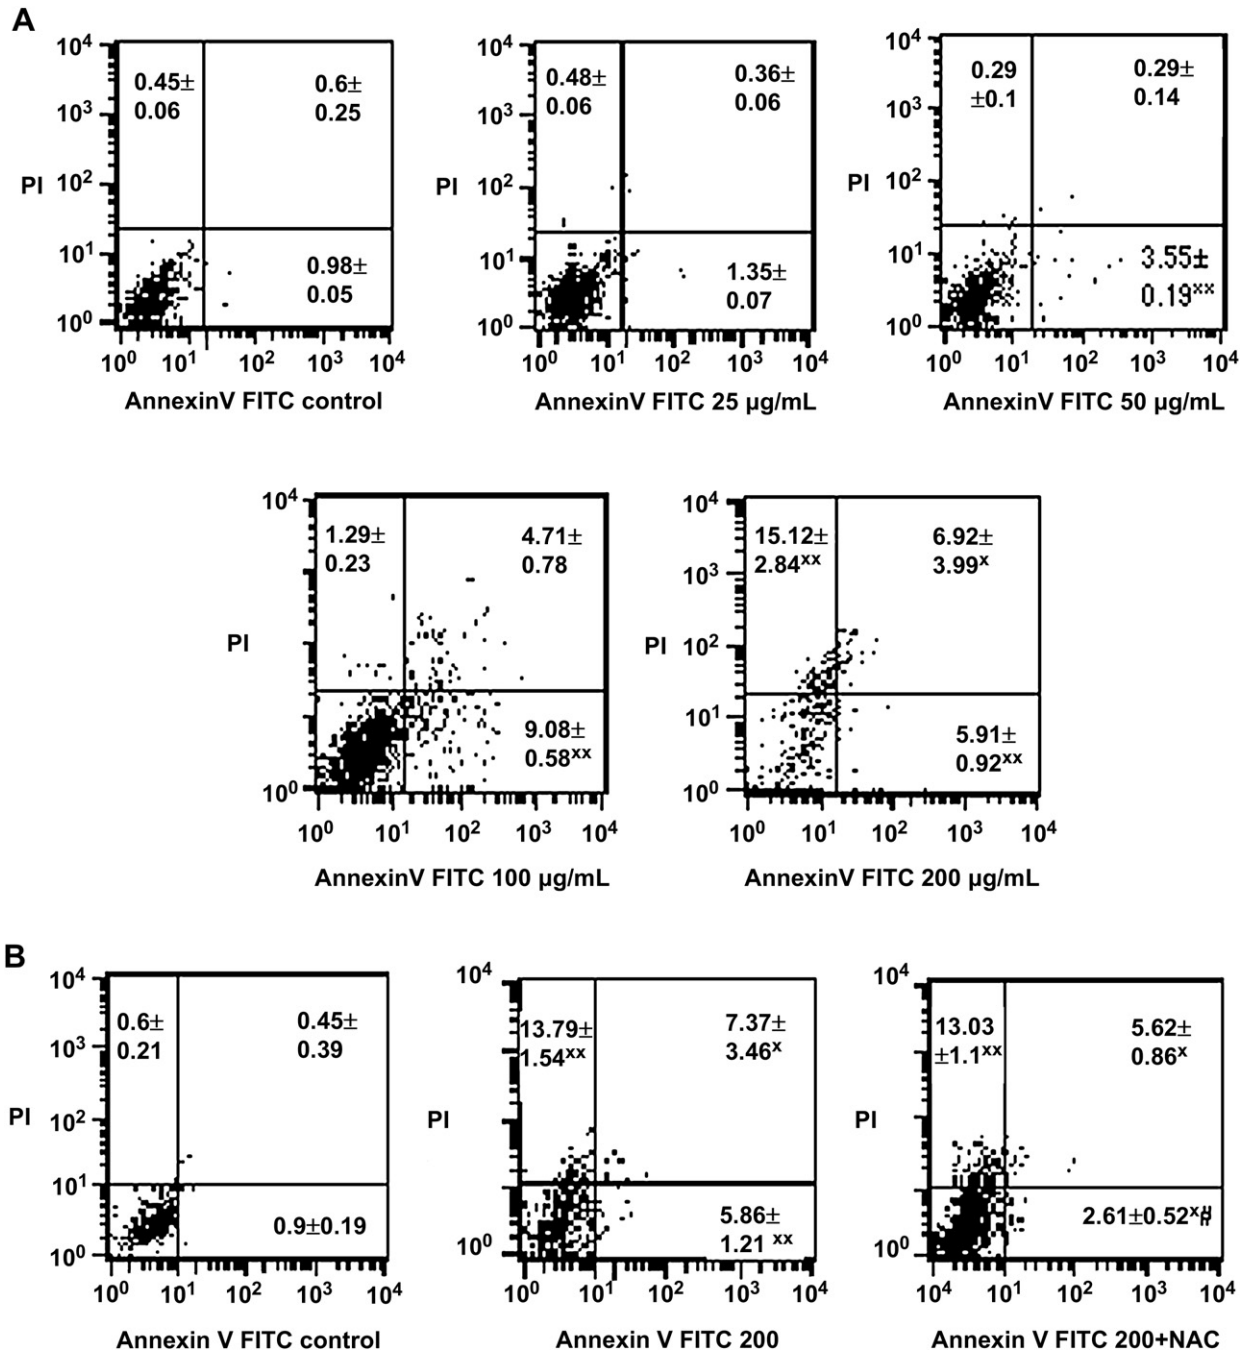 A
10⁴
10³
PI
10²
10¹
10⁰
0.45±
0.06
0.6±
0.25
0.98±
0.05
10⁰ 10¹ 10² 10³ 10⁴
AnnexinV FITC control
10⁴
10³
PI
10²
10¹
10⁰
0.48±
0.06
0.36±
0.06
1.35±
0.07
10⁰ 10¹ 10² 10³ 10⁴
AnnexinV FITC 25 µg/mL
10⁴
10³
PI
10²
10¹
10⁰
0.29
±0.1
0.29±
0.14
3.55±
0.19ˣˣ
10⁰ 10¹ 10² 10³ 10⁴
AnnexinV FITC 50 µg/mL
10⁴
PI
10⁰
1.29±
0.23
4.71±
0.78
9.08±
0.58ˣˣ
10⁰ 10¹ 10² 10³ 10⁴
AnnexinV FITC 100 µg/mL
10⁴
10³
PI
10²
10¹
10⁰
15.12±
2.84ˣˣ
6.92±
3.99ˣ
5.91±
0.92ˣˣ
10⁰ 10¹ 10² 10³ 10⁴
AnnexinV FITC 200 µg/mL
B
10⁴
10³
PI
10²
10¹
10⁰
0.6±
0.21
0.45±
0.39
0.9±0.19
10⁰ 10¹ 10² 10³ 10⁴
Annexin V FITC control
10⁴
PI
10⁰
13.79±
1.54ˣˣ
7.37±
3.46ˣ
5.86±
1.21 ˣˣ
10⁰ 10¹ 10² 10³ 10⁴
Annexin V FITC 200
10⁴
PI
10⁰
13.03
±1.1ˣˣ
5.62±
0.86ˣ
2.61±0.52ˣ#
10⁴ 10¹ 10² 10³ 10⁴
Annexin V FITC 200+NAC